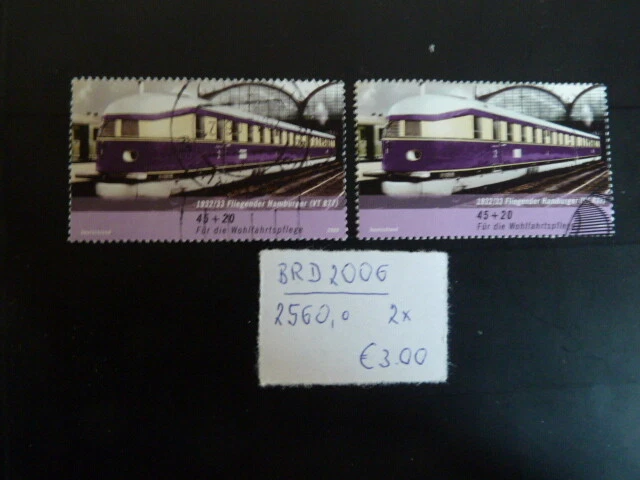 1932/33 Fliegender Hamburger (VT 877)
45 + 20
Für die Wohlfahrtspflege
Deutschland
2006
1932/33 Fliegender Hamburger
45 + 20
Für die Wohlfahrtspflege
Deutschland
BRD 2006
2560,0 2x
€3.00